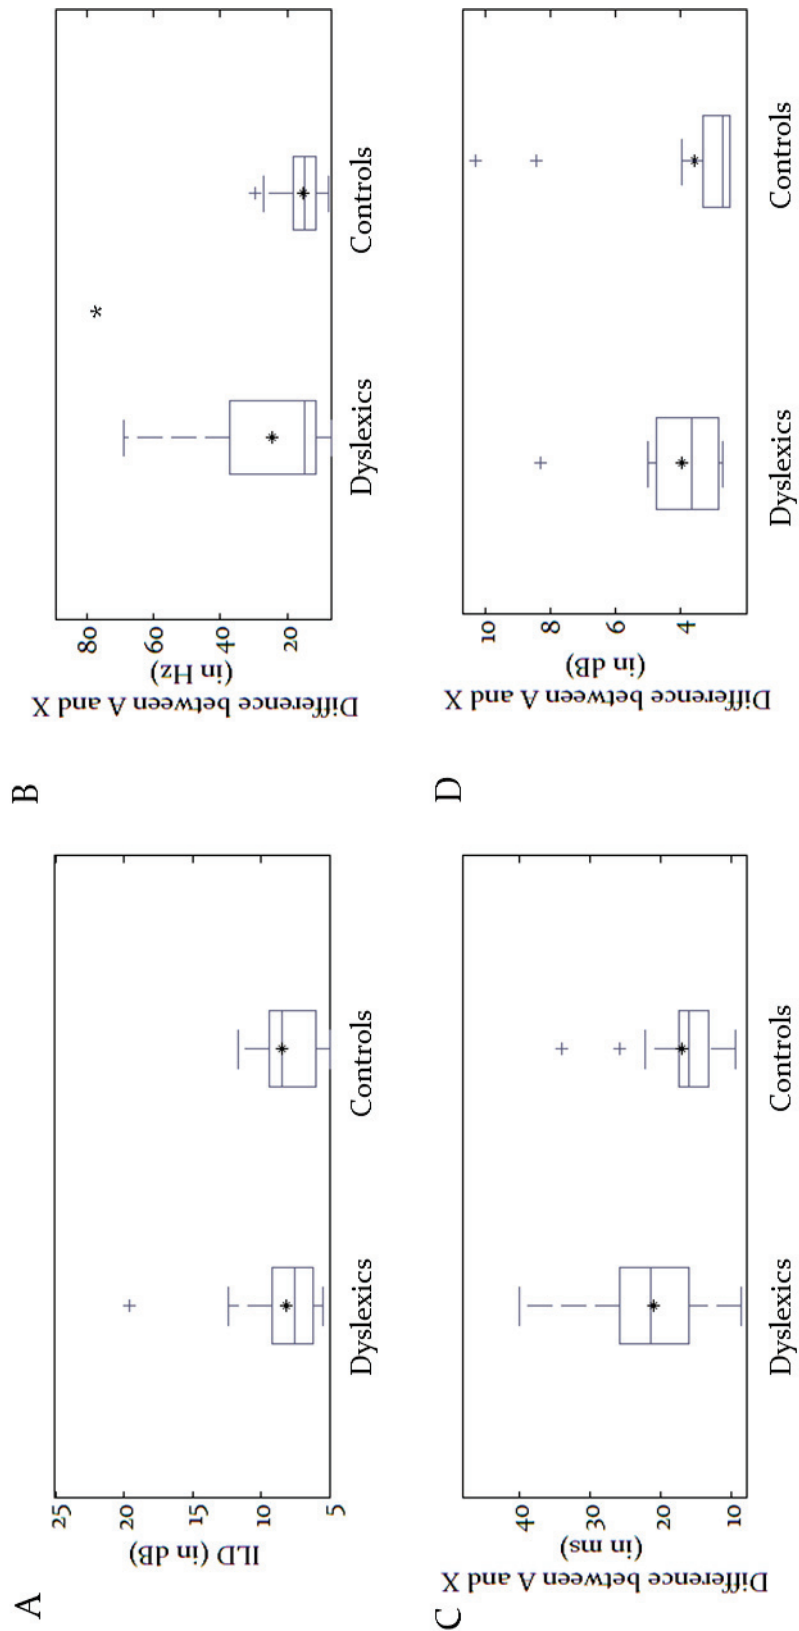 A
ILD (in dB)
25
20
15
10
5
Dyslexics
Controls
B
Difference between A and X
(in Hz)
80
60
40
20
*
Dyslexics
Controls
C
Difference between A and X
(in ms)
40
30
20
10
Dyslexics
Controls
D
Difference between A and X
(in dB)
10
8
6
4
Dyslexics
Controls